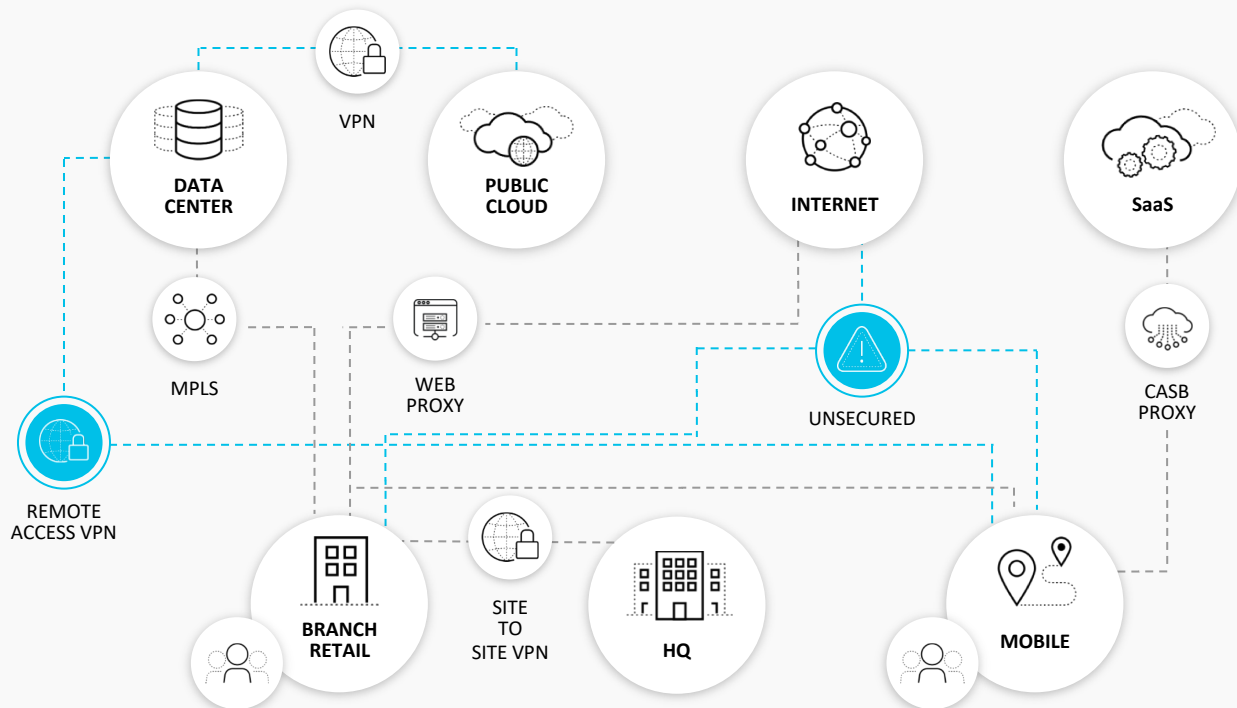 VPN
DATA
CENTER
PUBLIC
CLOUD
INTERNET
SaaS
MPLS
WEB
PROXY
UNSECURED
CASB
PROXY
REMOTE
ACCESS VPN
BRANCH
RETAIL
SITE
TO
SITE VPN
HQ
MOBILE